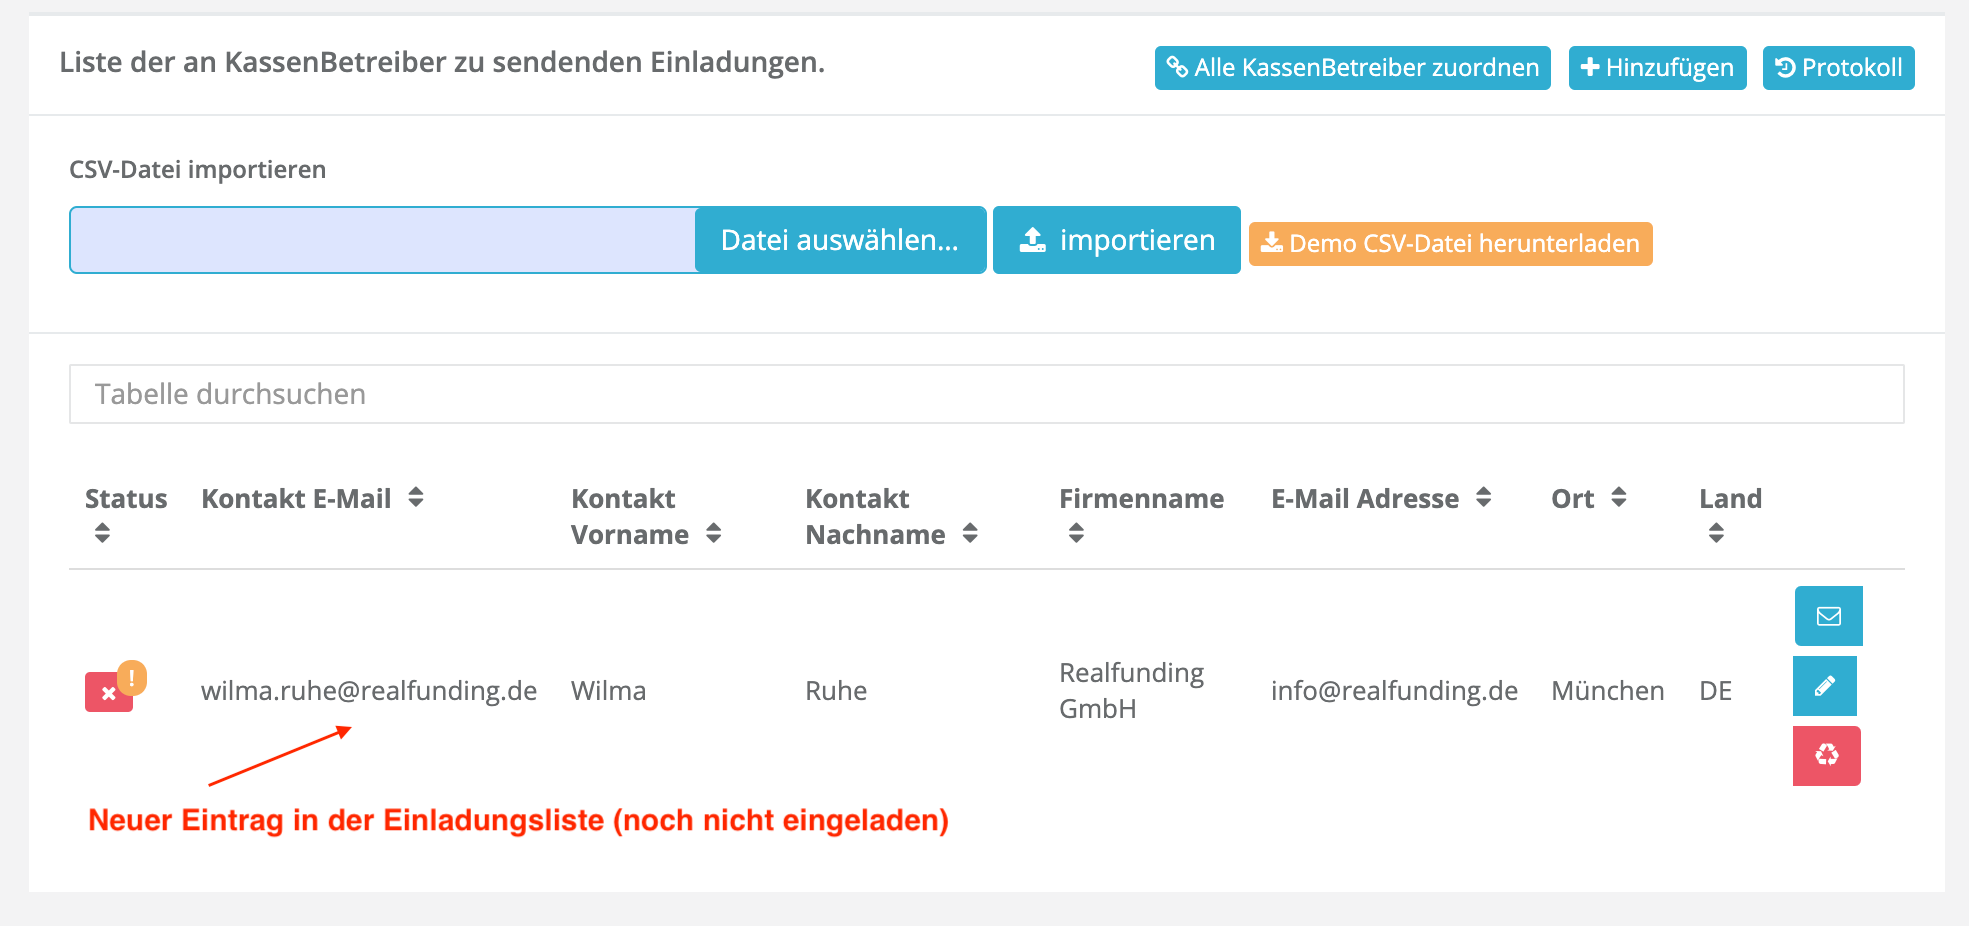 Liste der an KassenBetreiber zu sendenden Einladungen.
Alle KassenBetreiber zuordnen
Hinzufügen
Protokoll
CSV-Datei importieren
Datei auswählen...
importieren
Demo CSV-Datei herunterladen
Tabelle durchsuchen
Status
Kontakt E-Mail
Kontakt
Vorname
Kontakt
Nachname
Firmenname
E-Mail Adresse
Ort
Land
!
wilma.ruhe@realfunding.de
Wilma
Ruhe
Realfunding
GmbH
info@realfunding.de
München
DE
Neuer Eintrag in der Einladungsliste (noch nicht eingeladen)